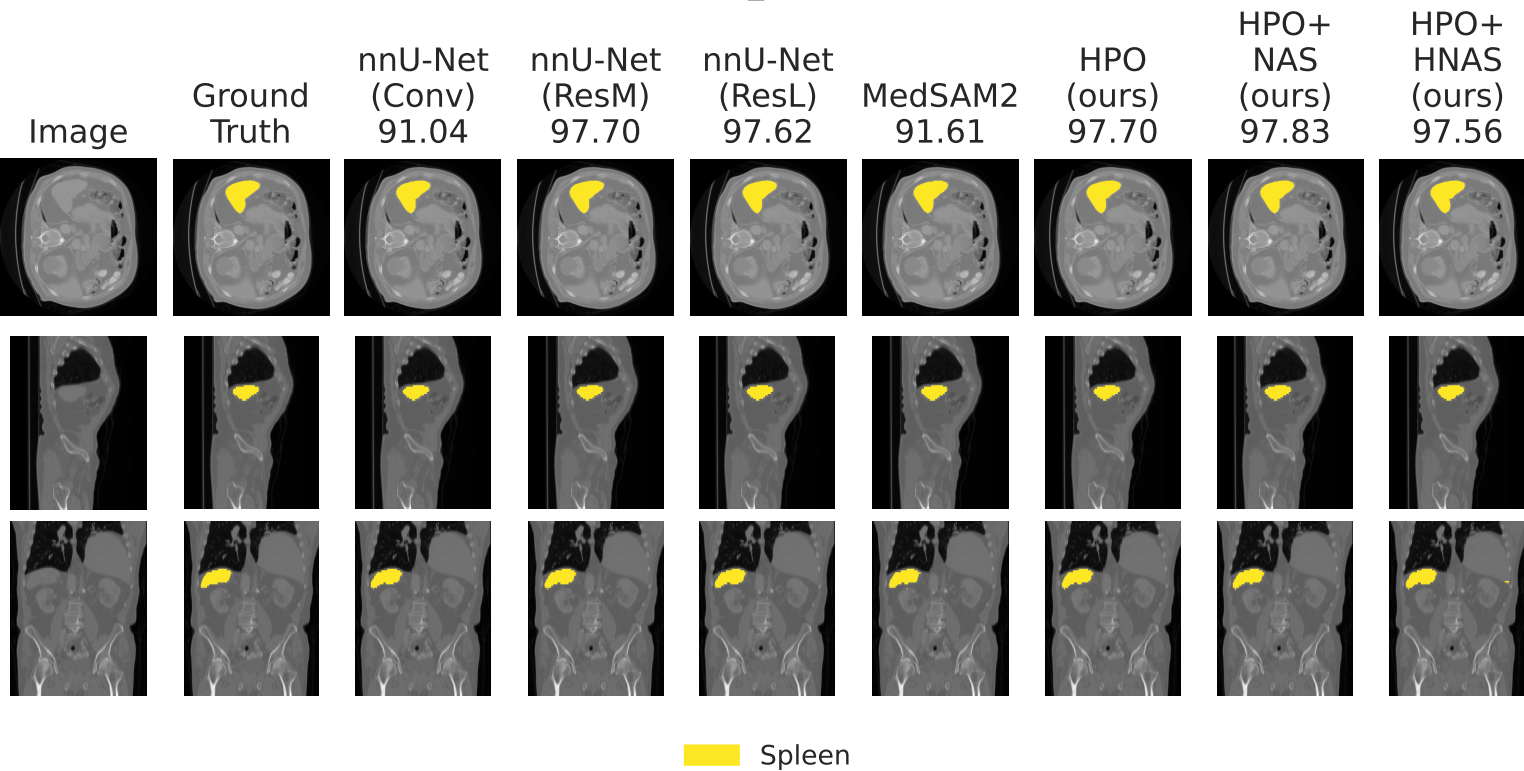 Image
Ground
Truth
nnU-Net
(Conv)
91.04
nnU-Net
(ResM)
97.70
nnU-Net
(ResL)
97.62
MedSAM2
91.61
HPO
(ours)
97.70
HPO+
NAS
(ours)
97.83
HPO+
HNAS
(ours)
97.56
Spleen